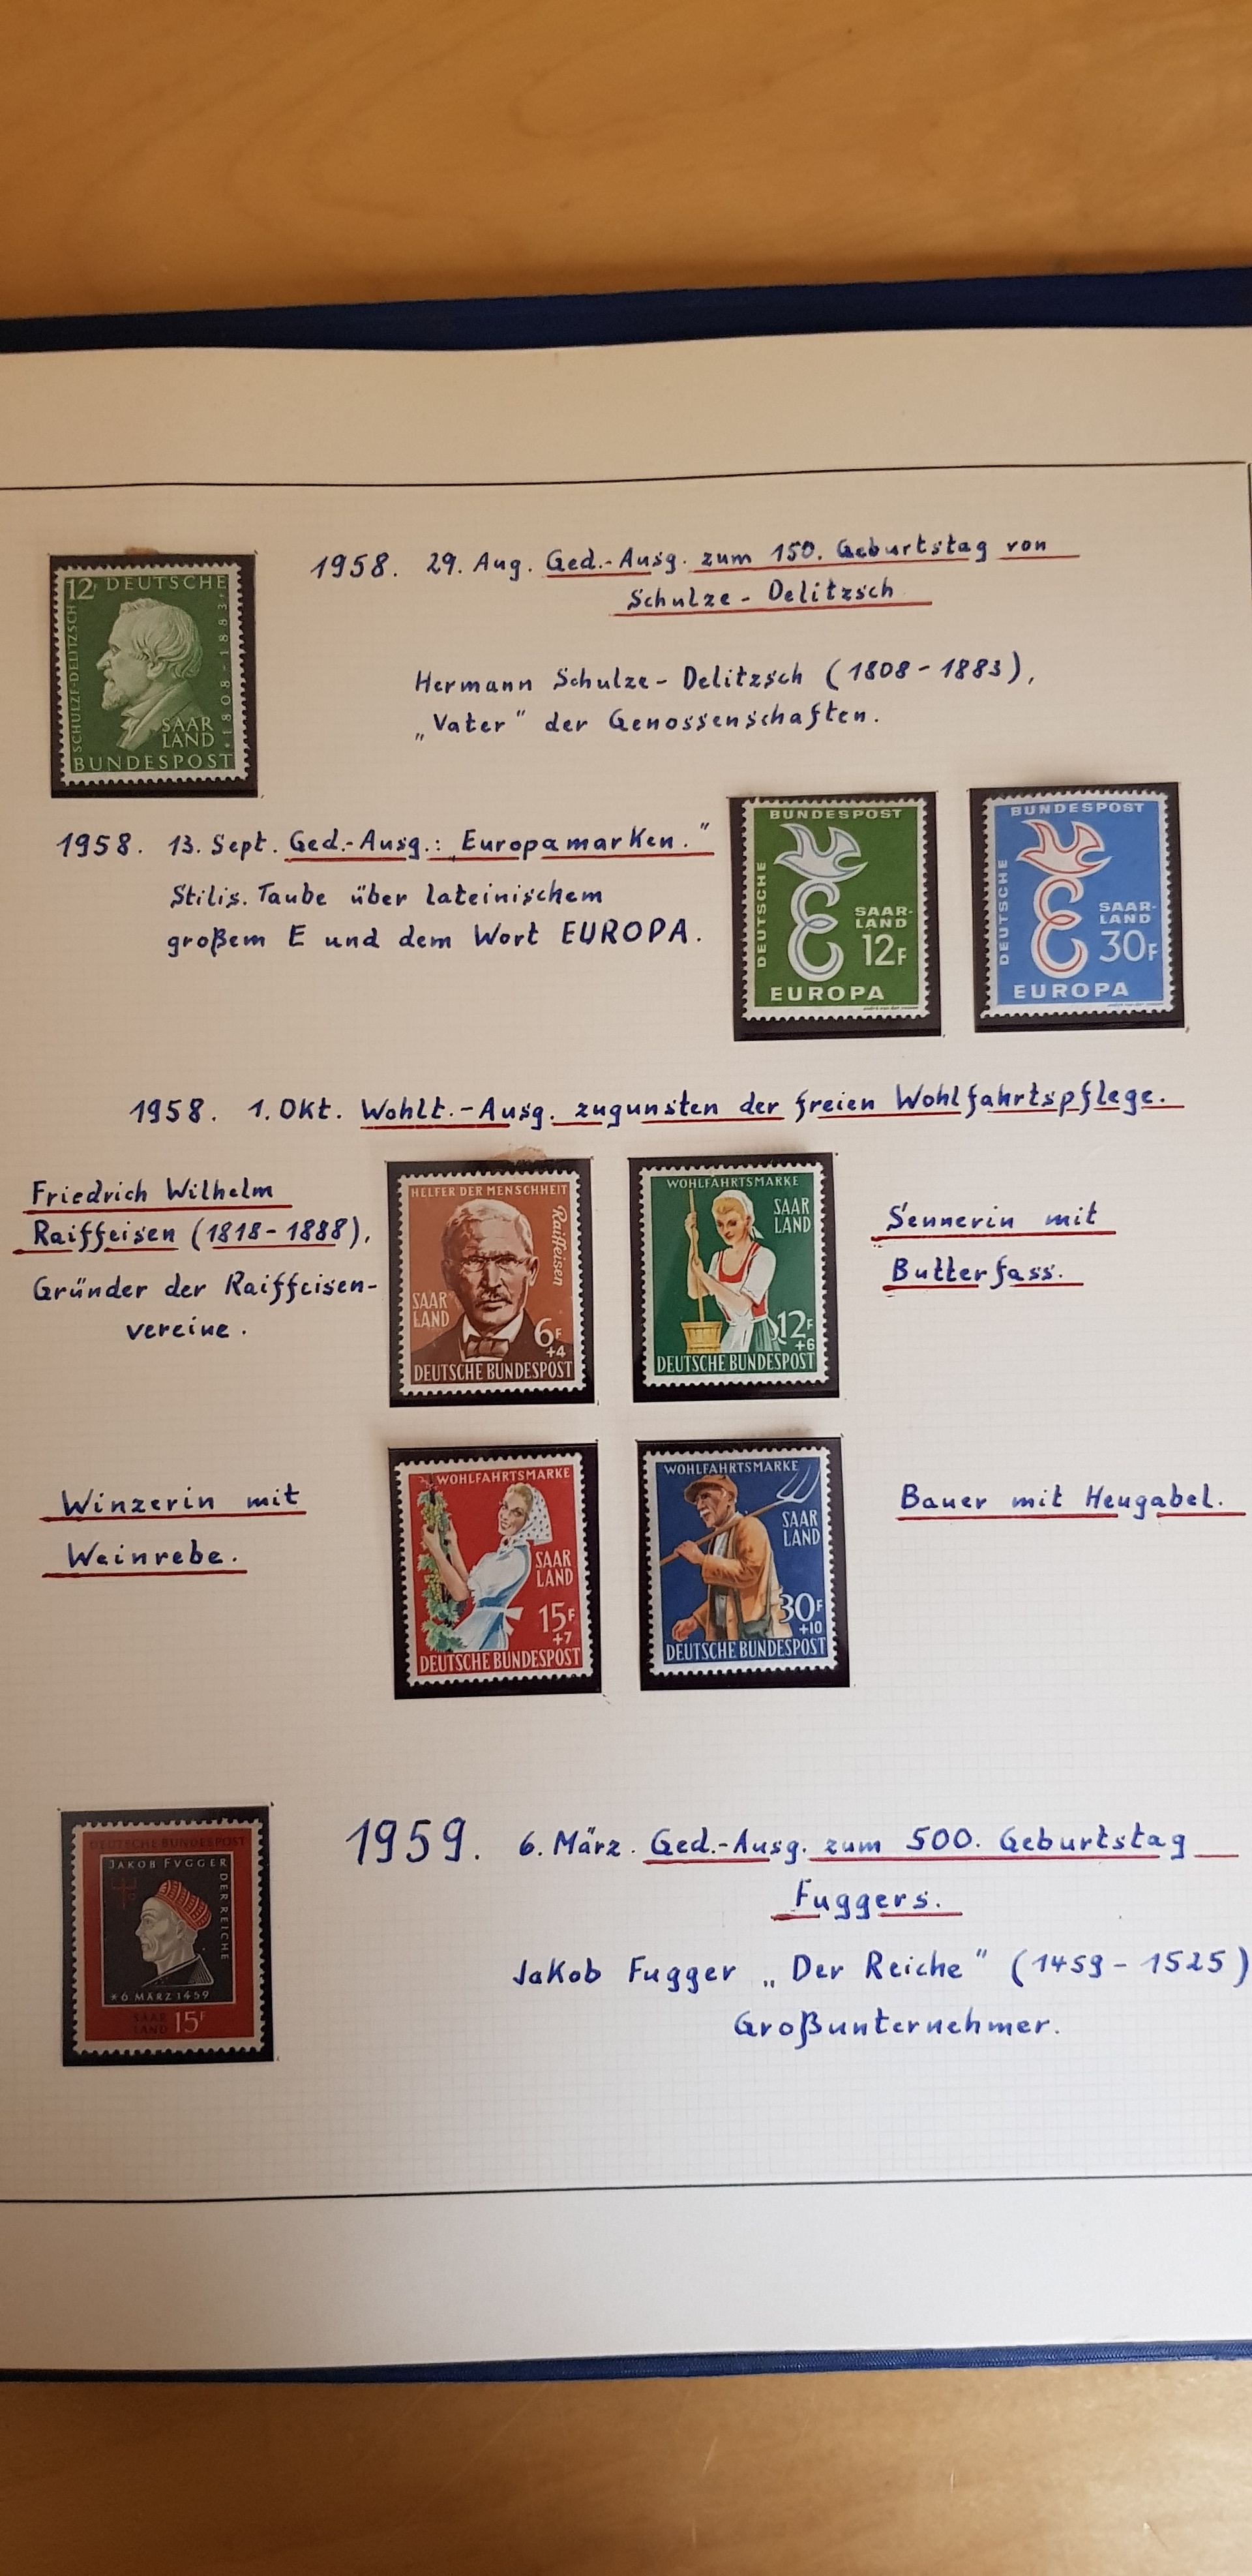 12F DEUTSCHE
SCHULZE-DELITZSCH
*1808-1883†
SAAR
LAND
BUNDESPOST
1958. 29. Aug. Ged.-Ausg. zum 150. Geburtstag von
Schulze-Delitzsch
Hermann Schulze-Delitzsch (1808-1883),
„Vater" der Genossenschaften.
1958. 13. Sept. Ged.-Ausg.: „Europamarken."
Stilis. Taube über lateinischem
großem E und dem Wort EUROPA.
BUNDESPOST
DEUTSCHE
E
SAAR-
LAND
12F
EUROPA
BUNDESPOST
DEUTSCHE
E
SAAR-
LAND
30F
EUROPA
1958. 1. Okt. Wohlt.-Ausg. zugunsten der freien Wohlfahrtspflege.
Friedrich Wilhelm
Raiffeisen (1818-1888),
Gründer der Raiffeisen-
vereine.
HELFER DER MENSCHHEIT
Raiffeisen
SAAR
LAND
6F
+4
DEUTSCHE BUNDESPOST
WOHLFAHRTSMARKE
SAAR
LAND
12F
+6
DEUTSCHE BUNDESPOST
Sennerin mit
Butterfass.
Winzerin mit
Weinrebe.
WOHLFAHRTSMARKE
SAAR
LAND
15F
+7
DEUTSCHE BUNDESPOST
WOHLFAHRTSMARKE
SAAR
LAND
30F
+10
DEUTSCHE BUNDESPOST
Bauer mit Heugabel.
DEUTSCHE BUNDESPOST
JAKOB FVGGER
DER REICHE
*6 MÄRZ 1459
SAAR
LAND
15F
1959. 6. März. Ged.-Ausg. zum 500. Geburtstag
Fuggers.
Jakob Fugger „Der Reiche" (1459-1525)
Großunternehmer.